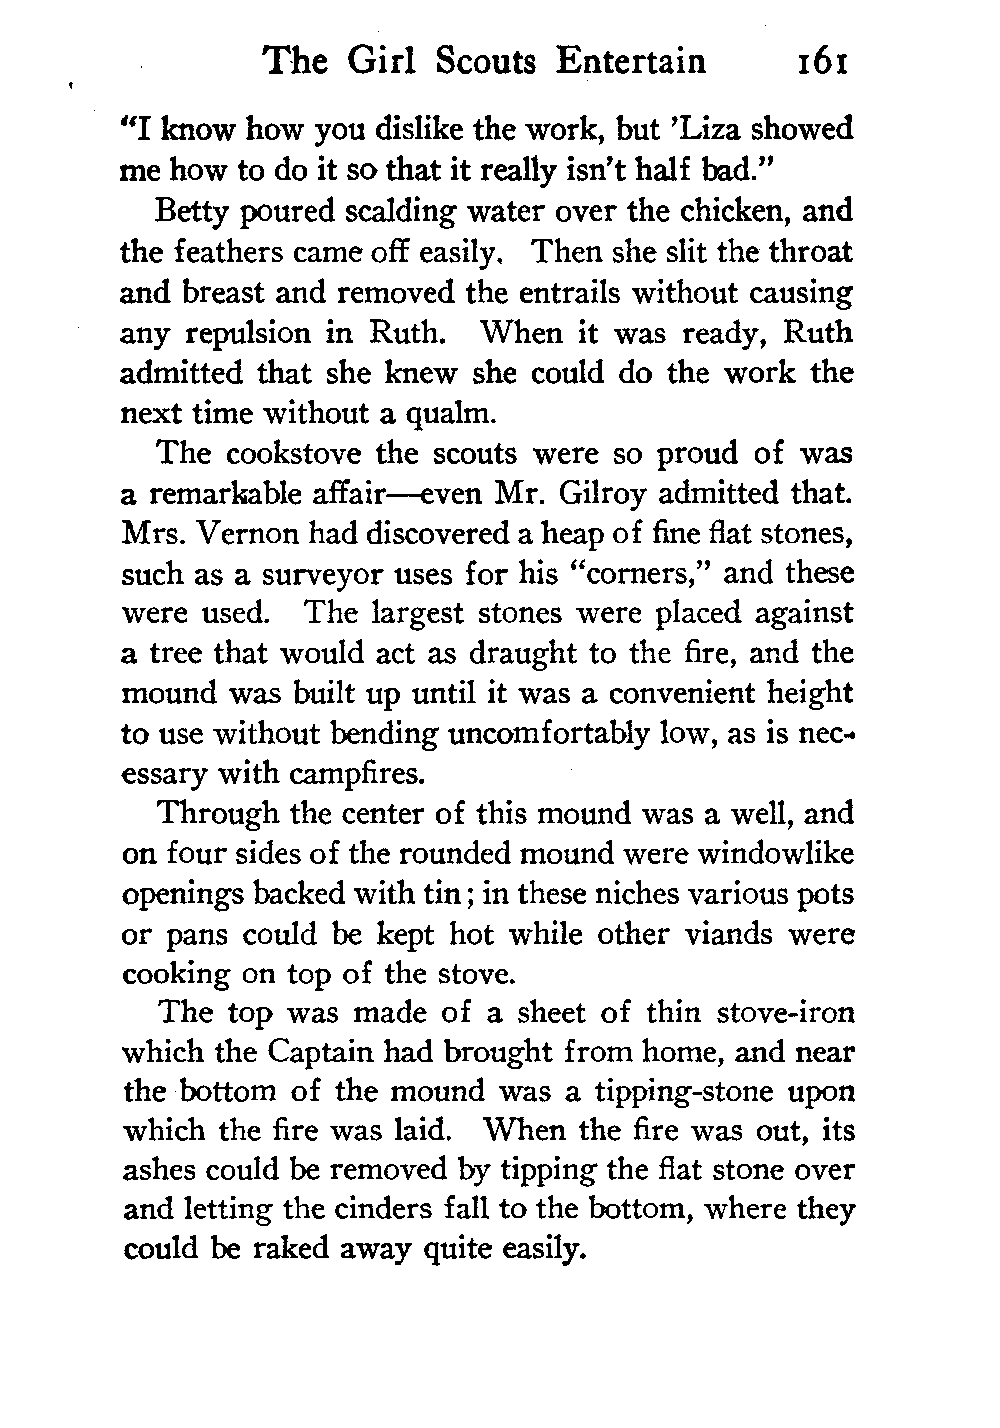 The Girl Scouts Entertain 161
"I know how you dislike the work, but 'Liza showed
me how to do it so that it really isn't half bad."
Betty poured scalding water over the chicken, and
the feathers came off easily. Then she slit the throat
and breast and removed the entrails without causing
any repulsion in Ruth. When it was ready, Ruth
admitted that she knew she could do the work the
next time without a qualm.
The cookstove the scouts were so proud of was
a remarkable affair—even Mr. Gilroy admitted that.
Mrs. Vernon had discovered a heap of fine flat stones,
such as a surveyor uses for his "corners," and these
were used. The largest stones were placed against
a tree that would act as draught to the fire, and the
mound was built up until it was a convenient height
to use without bending uncomfortably low, as is nec-
essary with campfires.
Through the center of this mound was a well, and
on four sides of the rounded mound were windowlike
openings backed with tin; in these niches various pots
or pans could be kept hot while other viands were
cooking on top of the stove.
The top was made of a sheet of thin stove-iron
which the Captain had brought from home, and near
the bottom of the mound was a tipping-stone upon
which the fire was laid. When the fire was out, its
ashes could be removed by tipping the flat stone over
and letting the cinders fall to the bottom, where they
could be raked away quite easily.